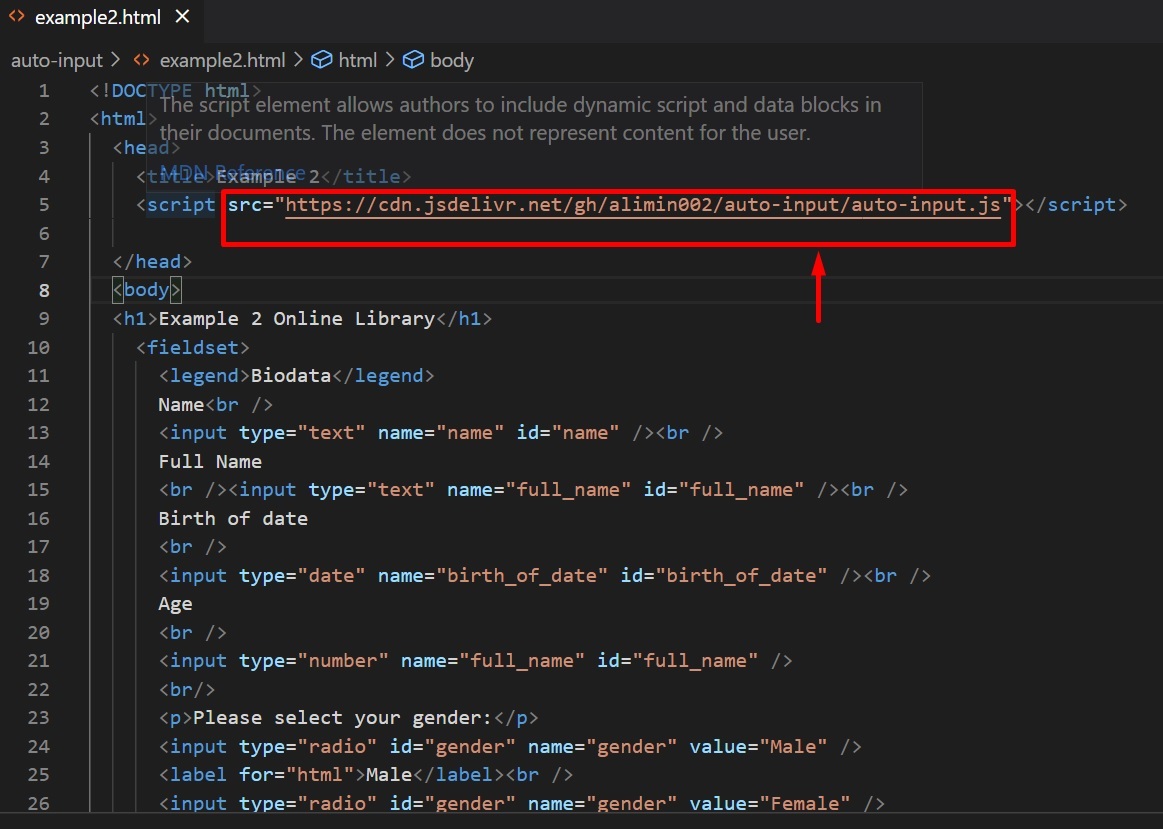 example2.html
auto-input > example2.html > html > body
1 <!DOCTYPE html>
The script element allows authors to include dynamic script and data blocks in
2 <html>
their documents. The element does not represent content for the user.
3 <head>
MDN Reference
4 <title>Example 2</title>
5 <script src="https://cdn.jsdelivr.net/gh/alimin002/auto-input/auto-input.js"></script>
6
7 </head>
8 <body>
9 <h1>Example 2 Online Library</h1>
10 <fieldset>
11 <legend>Biodata</legend>
12 Name<br />
13 <input type="text" name="name" id="name" /><br />
14 Full Name
15 <br /><input type="text" name="full_name" id="full_name" /><br />
16 Birth of date
17 <br />
18 <input type="date" name="birth_of_date" id="birth_of_date" /><br />
19 Age
20 <br />
21 <input type="number" name="full_name" id="full_name" />
22 <br/>
23 <p>Please select your gender:</p>
24 <input type="radio" id="gender" name="gender" value="Male" />
25 <label for="html">Male</label><br />
26 <input type="radio" id="gender" name="gender" value="Female" />